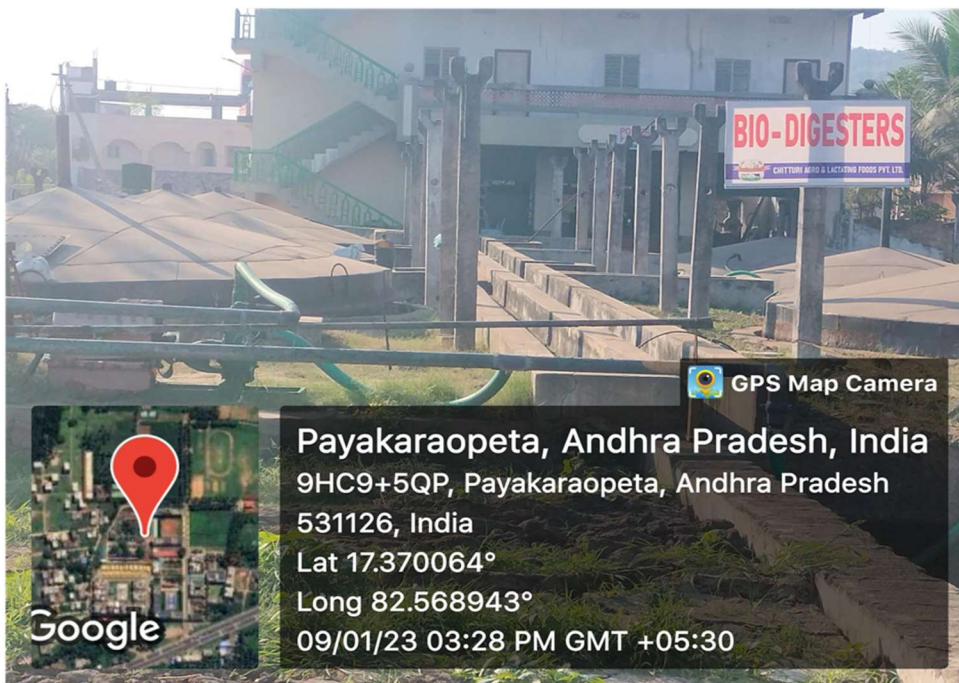 BIO-DIGESTERS
CHITTURI AGRO & LACTATING FOODS PVT. LTD.
GPS Map Camera
Payakaraopeta, Andhra Pradesh, India
9HC9+5QP, Payakaraopeta, Andhra Pradesh
531126, India
Lat 17.370064°
Long 82.568943°
09/01/23 03:28 PM GMT +05:30
Google